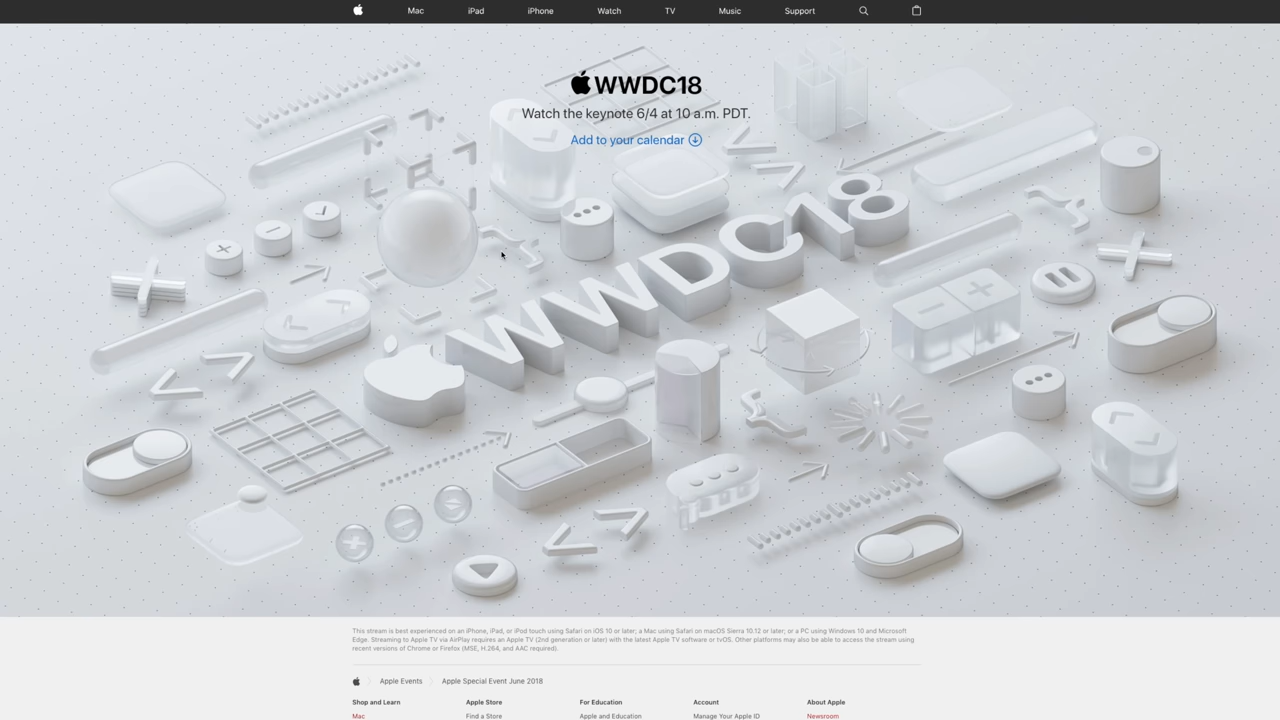 Mac
iPad
iPhone
Watch
TV
Music
Support
WWDC18
Watch the keynote 6/4 at 10 a.m. PDT.
Add to your calendar
WWDC18
This stream is best experienced on an iPhone, iPad, or iPod touch using Safari on iOS 10 or later; a Mac using Safari on macOS Sierra 10.12 or later; or a PC using Windows 10 and Microsoft
Edge. Streaming to Apple TV via AirPlay requires an Apple TV (2nd generation or later) with the latest Apple TV software or tvOS. Other platforms may also be able to access the stream using
recent versions of Chrome or Firefox (MSE, H.264, and AAC required).
Apple Events
Apple Special Event June 2018
Shop and Learn
Apple Store
For Education
Account
About Apple
Mac
Find a Store
Apple and Education
Manage Your Apple ID
Newsroom